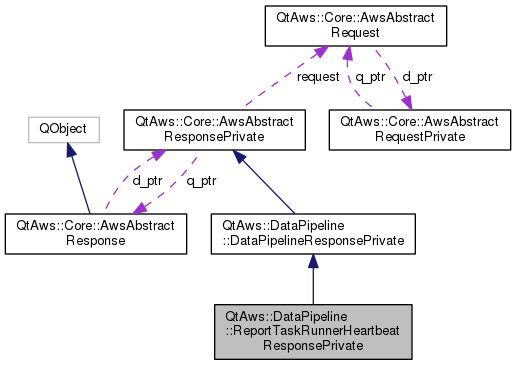 QtAws::Core::AwsAbstract
Request
request
q_ptr
d_ptr
QObject
QtAws::Core::AwsAbstract
ResponsePrivate
QtAws::Core::AwsAbstract
RequestPrivate
d_ptr
q_ptr
QtAws::Core::AwsAbstract
Response
QtAws::DataPipeline
::DataPipelineResponsePrivate
QtAws::DataPipeline
::ReportTaskRunnerHeartbeat
ResponsePrivate